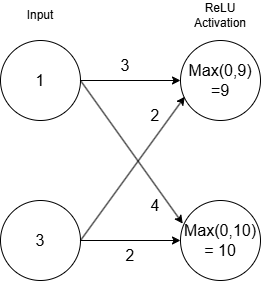 Input
ReLU
Activation
1
3
Max(0,9)
=9
2
3
4
2
Max(0,10)
= 10